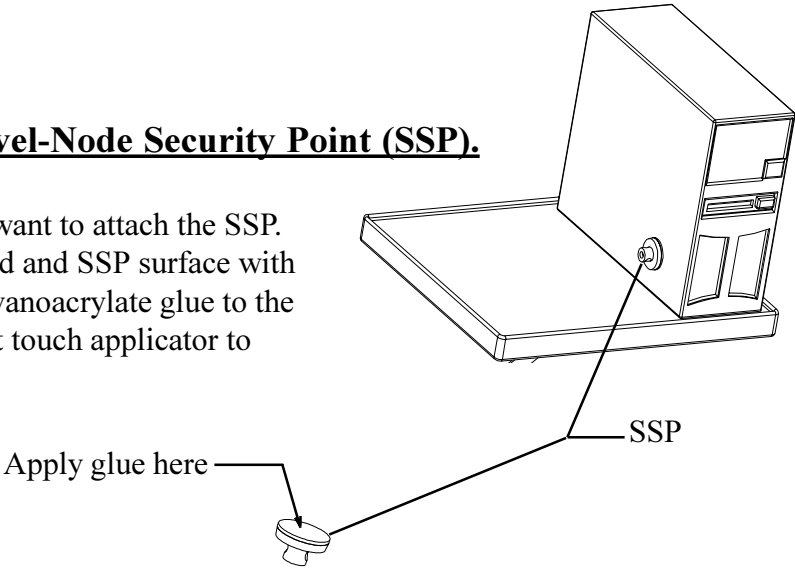 vel-Node Security Point (SSP).
want to attach the SSP.
d and SSP surface with
yanoacrylate glue to the
t touch applicator to
SSP
Apply glue here